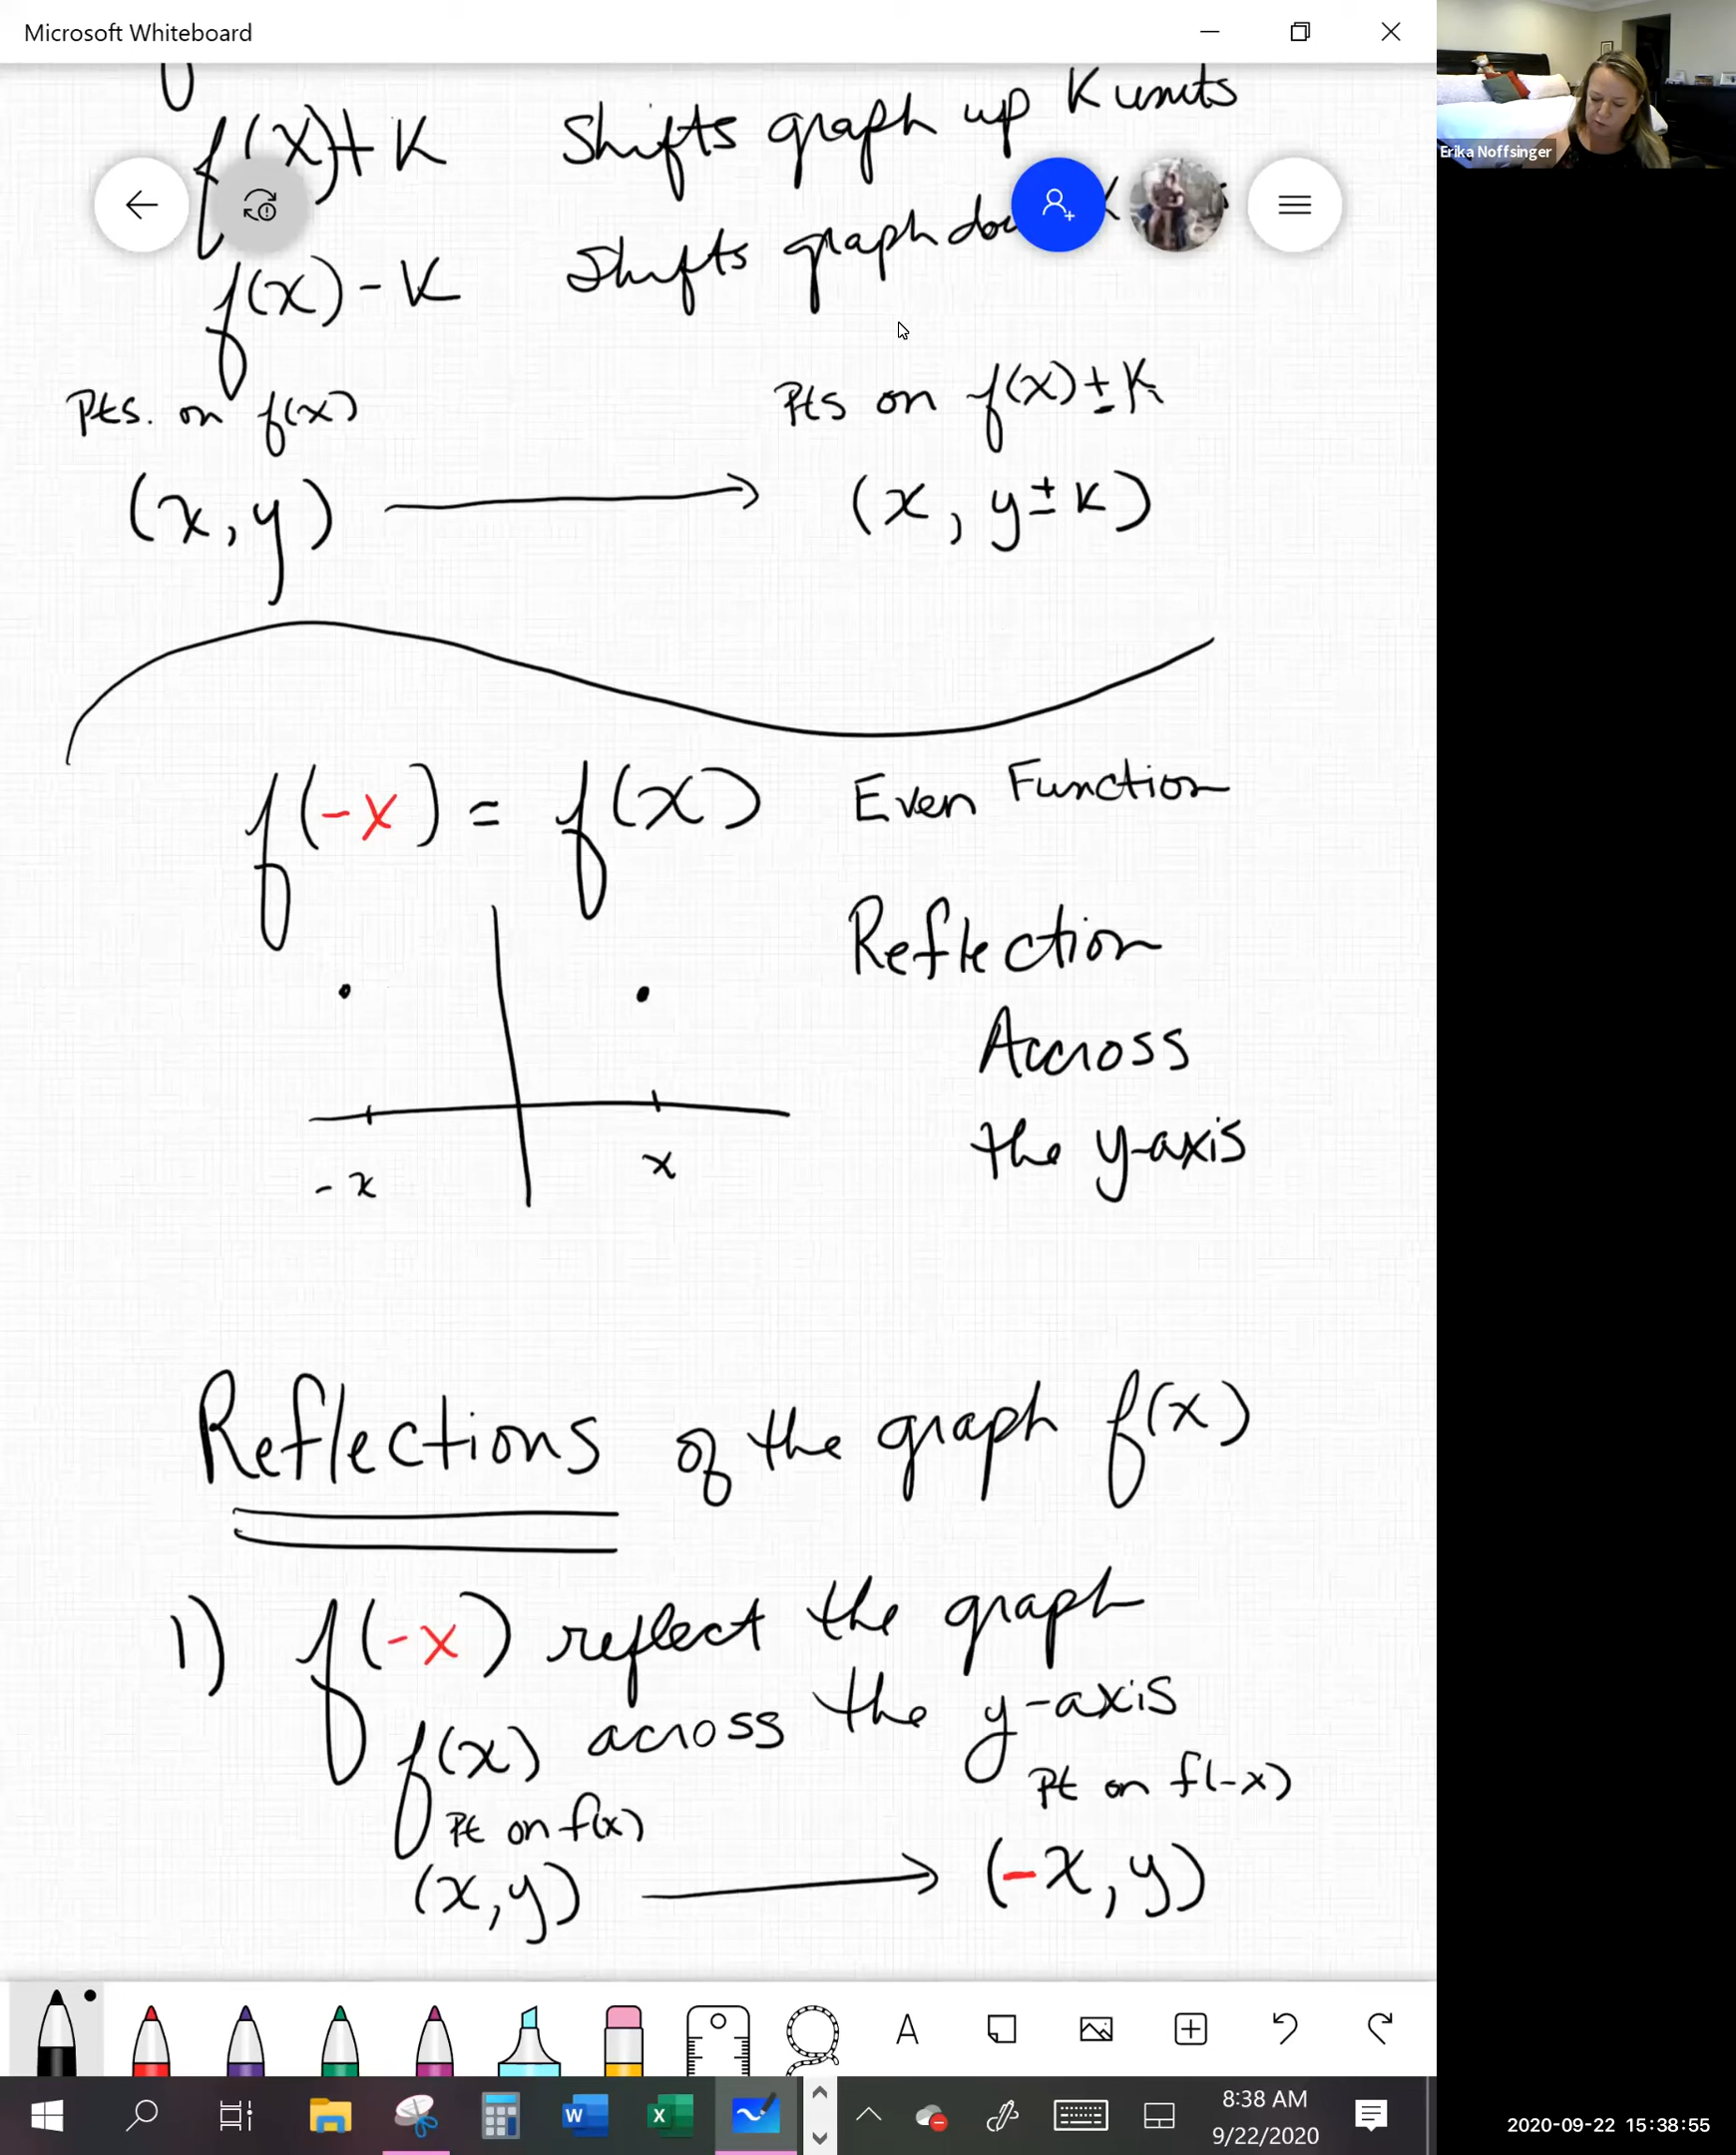 Microsoft Whiteboard
f(x)+K Shifts graph up K units
f(x)-K Shifts graph
Pts. on f(x) Pts on f(x)±K
(x,y) (x, y±K)
f(-x) = f(x) Even Function
Reflection
Accross
the y-axis
-x x
Reflections of the graph f(x)
1) f(-x) reflect the graph
f(x) across the y-axis
Pt on f(x) Pt on f(-x)
(x,y) (-x,y)
A
W
X
8:38 AM
9/22/2020
Erika Noffsinger
2020-09-22 15:38:55